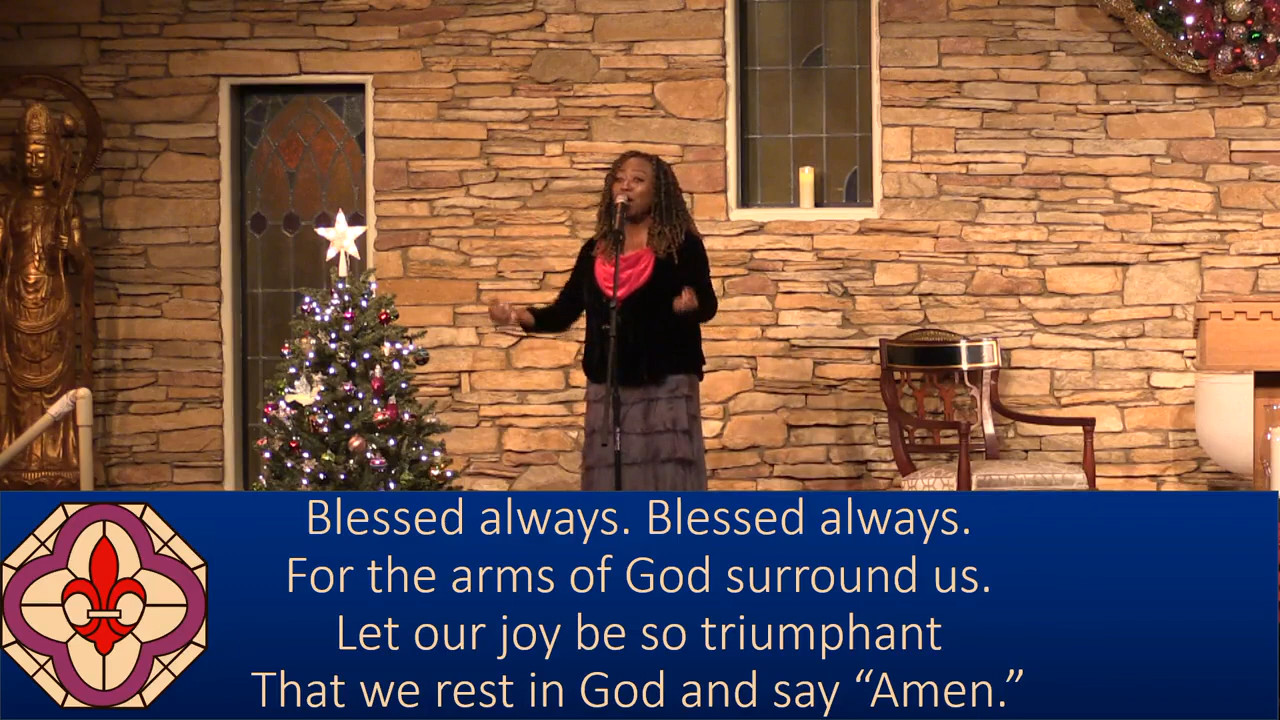 Blessed always. Blessed always.
For the arms of God surround us.
Let our joy be so triumphant
That we rest in God and say “Amen.”